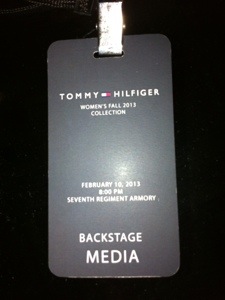 TOMMY HILFIGER
WOMEN'S FALL 2013
COLLECTION
FEBRUARY 10, 2013
8:00 PM
SEVENTH REGIMENT ARMORY
BACKSTAGE
MEDIA